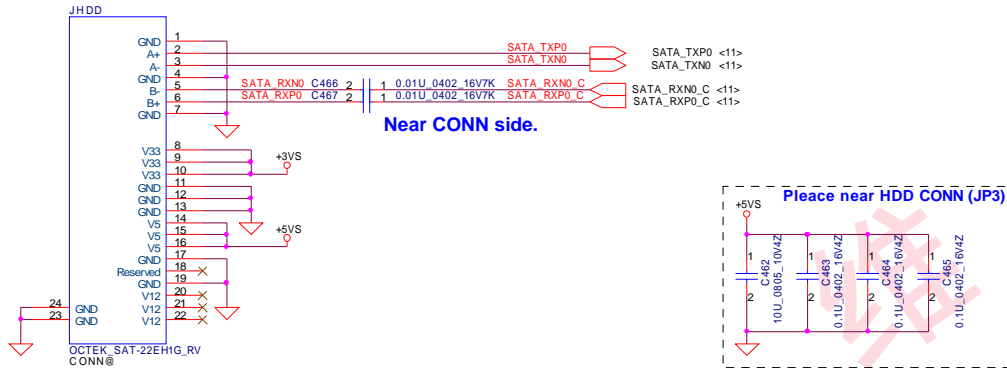 JHDD
GND 1
A+ 2 SATA_TXP0 SATA_TXP0 <11>
A- 3 SATA_TXN0 SATA_TXN0 <11>
GND 4
B- 5 SATA_RXN0 C466 2 1 0.01U_0402_16V7K SATA_RXN0_C SATA_RXN0_C <11>
B+ 6 SATA_RXP0 C467 2 1 0.01U_0402_16V7K SATA_RXP0_C SATA_RXP0_C <11>
GND 7
Near CONN side.
V33 8
V33 9 +3VS
V33 10
GND 11
GND 12
GND 13
V5 14
V5 15 +5VS
V5 16
GND 17
Reserved 18
GND 19
V12 20
V12 21
V12 22
24 GND
23 GND
OCTEK_SAT-22EH1G_RV
CONN@
Pleace near HDD CONN (JP3)
+5VS
1 2 C462 10U_0805_10V4Z
1 2 C463 0.1U_0402_16V4Z
1 2 C464 0.1U_0402_16V4Z
1 2 C465 0.1U_0402_16V4Z
维